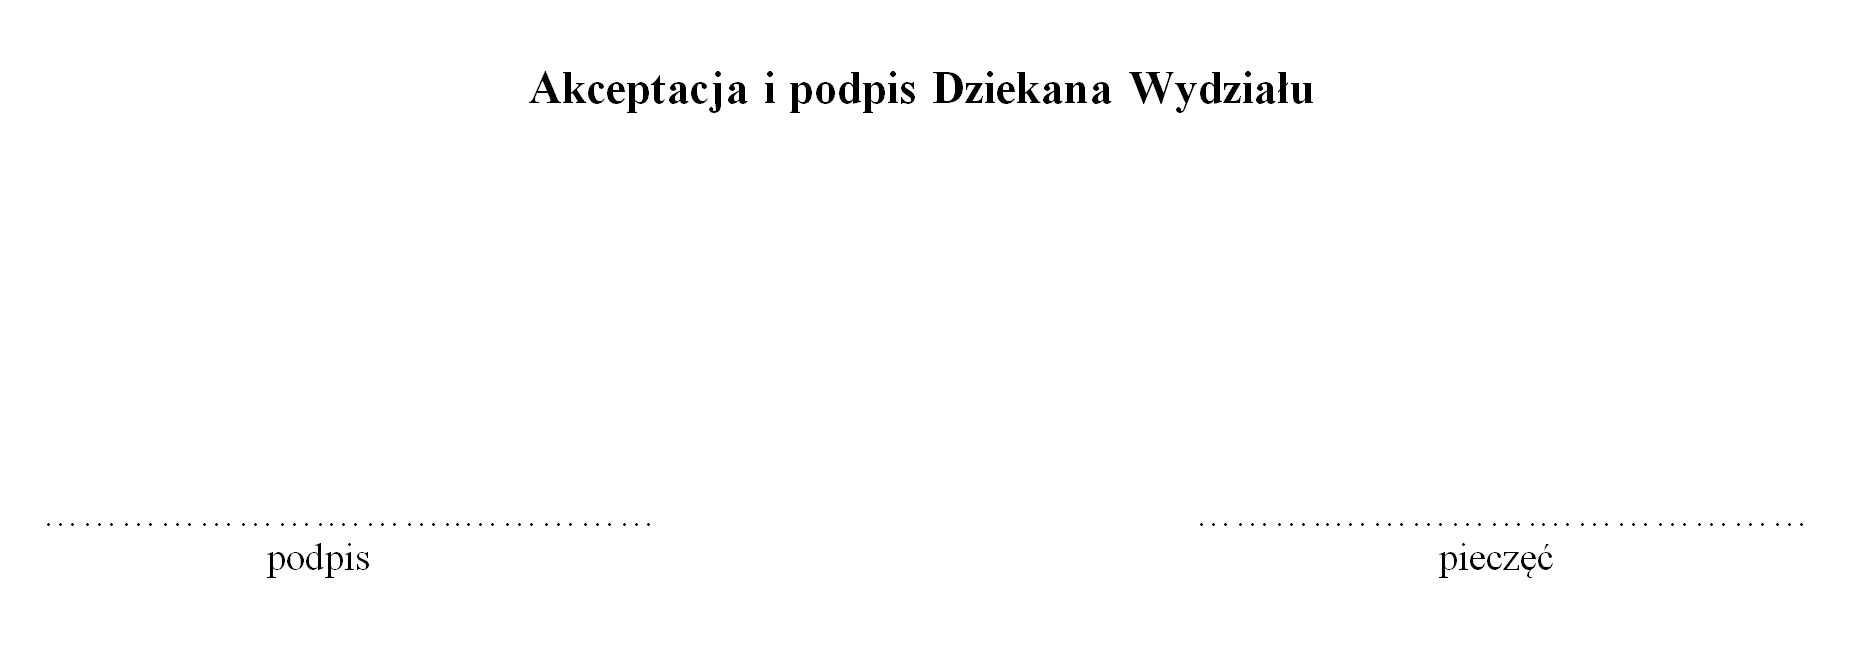 Akceptacja i podpis Dziekana Wydziału
………………….………..…………… ………..…………….…………………
podpis pieczęć